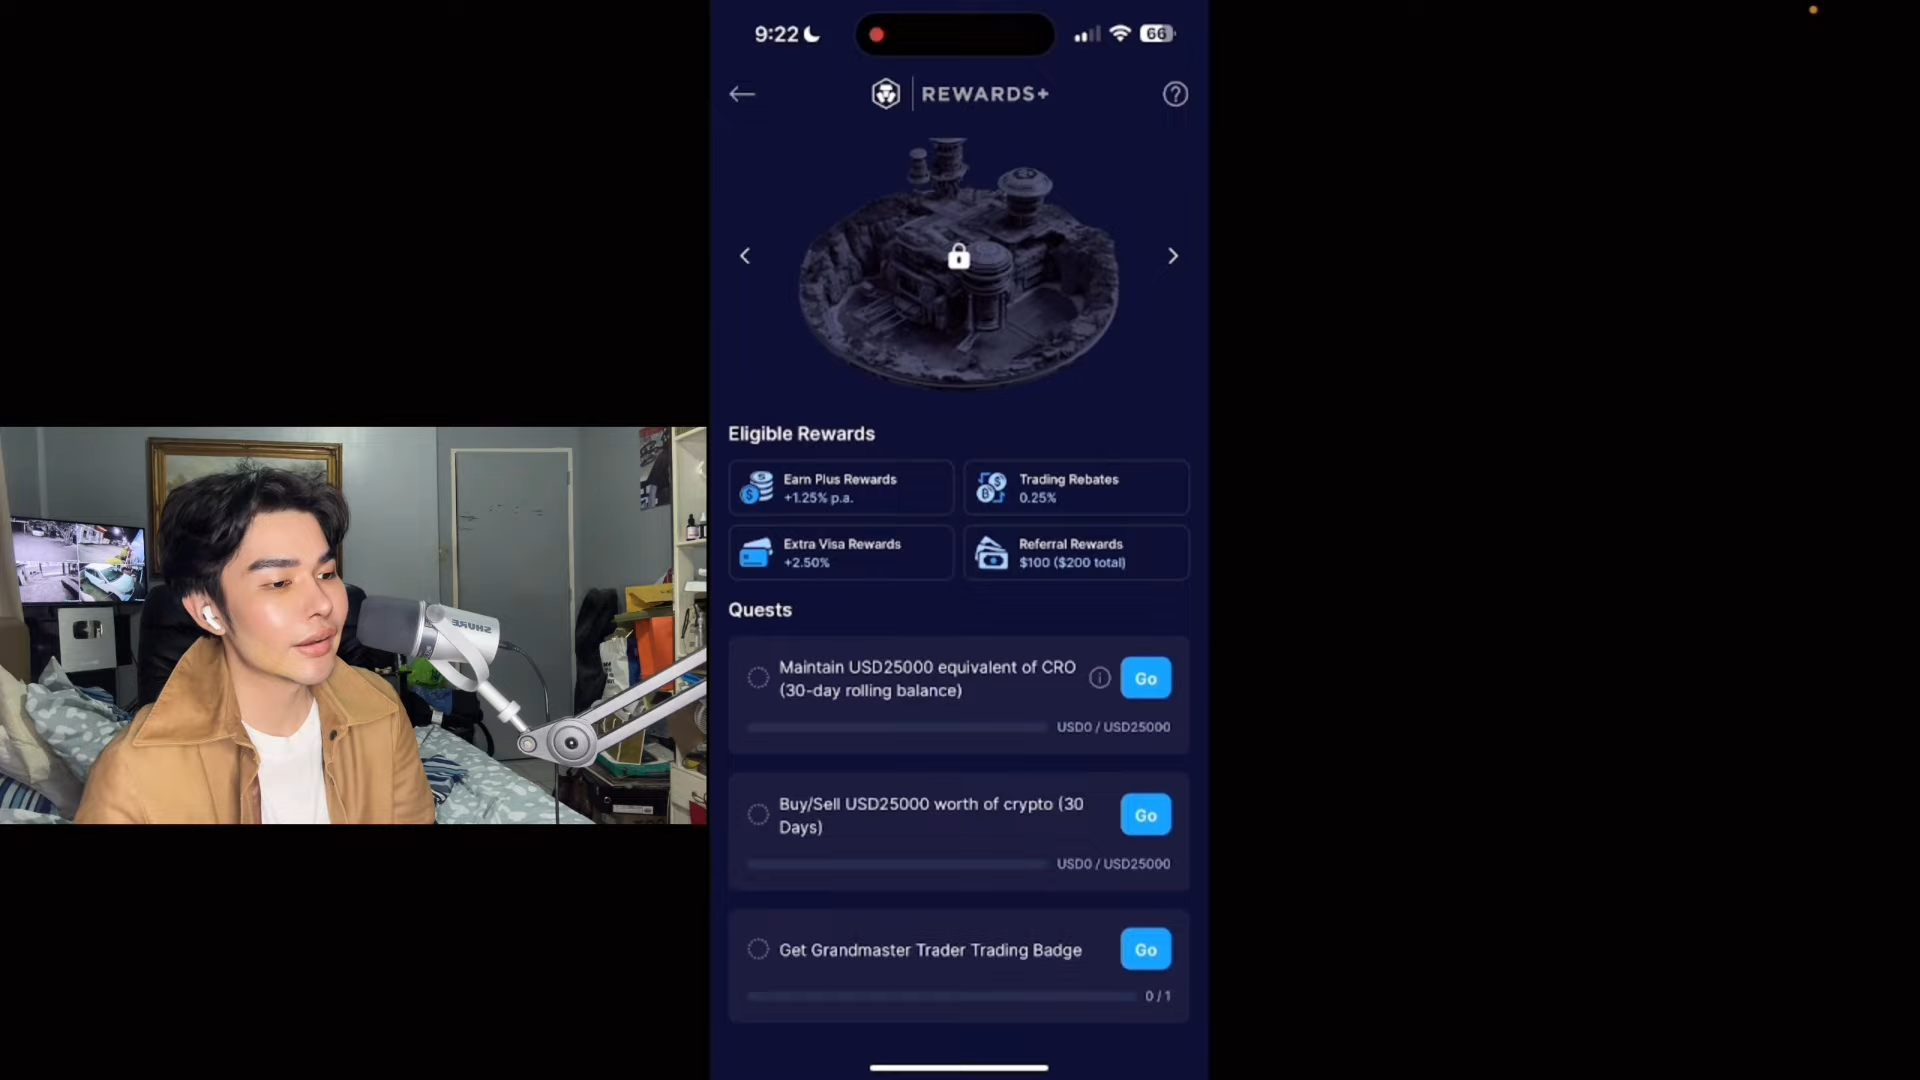 9:22
66
REWARDS+
Eligible Rewards
Earn Plus Rewards
+1.25% p.a.
Trading Rebates
0.25%
Extra Visa Rewards
+2.50%
Referral Rewards
$100 ($200 total)
Quests
Maintain USD25000 equivalent of CRO
(30-day rolling balance)
Go
USD0 / USD25000
Buy/Sell USD25000 worth of crypto (30
Days)
Go
USD0 / USD25000
Get Grandmaster Trader Trading Badge
Go
0 / 1
SHURE